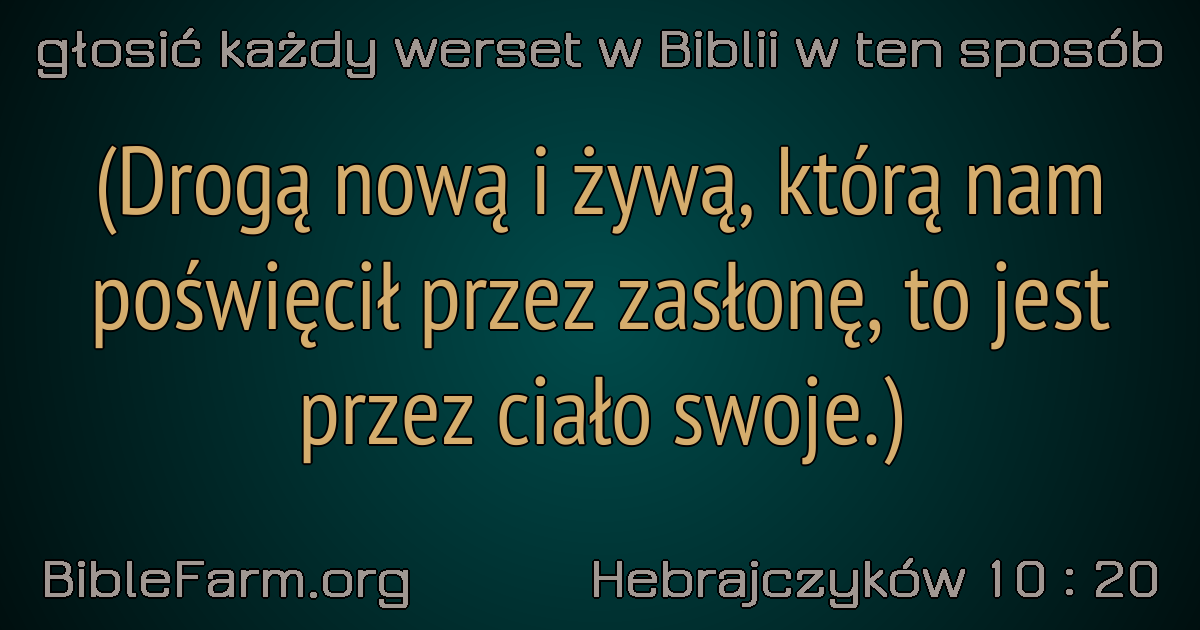 głosić każdy werset w Biblii w ten sposób
(Drogą nową i żywą, którą nam
poświęcił przez zasłonę, to jest
przez ciało swoje.)
BibleFarm.org
Hebrajczyków 10 : 20